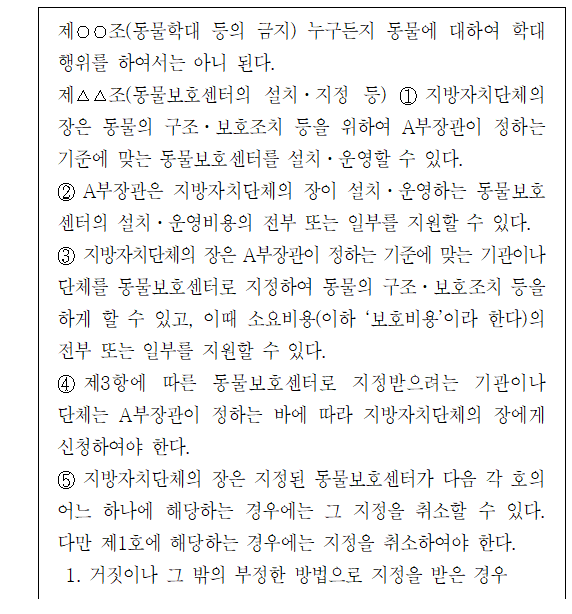 제○○조(동물학대 등의 금지) 누구든지 동물에 대하여 학대
행위를 하여서는 아니 된다.
제△△조(동물보호센터의 설치･지정 등) ① 지방자치단체의
장은 동물의 구조･보호조치 등을 위하여 A부장관이 정하는
기준에 맞는 동물보호센터를 설치･운영할 수 있다.
② A부장관은 지방자치단체의 장이 설치･운영하는 동물보호
센터의 설치･운영비용의 전부 또는 일부를 지원할 수 있다.
③ 지방자치단체의 장은 A부장관이 정하는 기준에 맞는 기관이나
단체를 동물보호센터로 지정하여 동물의 구조･보호조치 등을
하게 할 수 있고, 이때 소요비용(이하 ‘보호비용’이라 한다)의
전부 또는 일부를 지원할 수 있다.
④ 제3항에 따른 동물보호센터로 지정받으려는 기관이나
단체는 A부장관이 정하는 바에 따라 지방자치단체의 장에게
신청하여야 한다.
⑤ 지방자치단체의 장은 지정된 동물보호센터가 다음 각 호의
어느 하나에 해당하는 경우에는 그 지정을 취소할 수 있다.
다만 제1호에 해당하는 경우에는 지정을 취소하여야 한다.
1. 거짓이나 그 밖의 부정한 방법으로 지정을 받은 경우